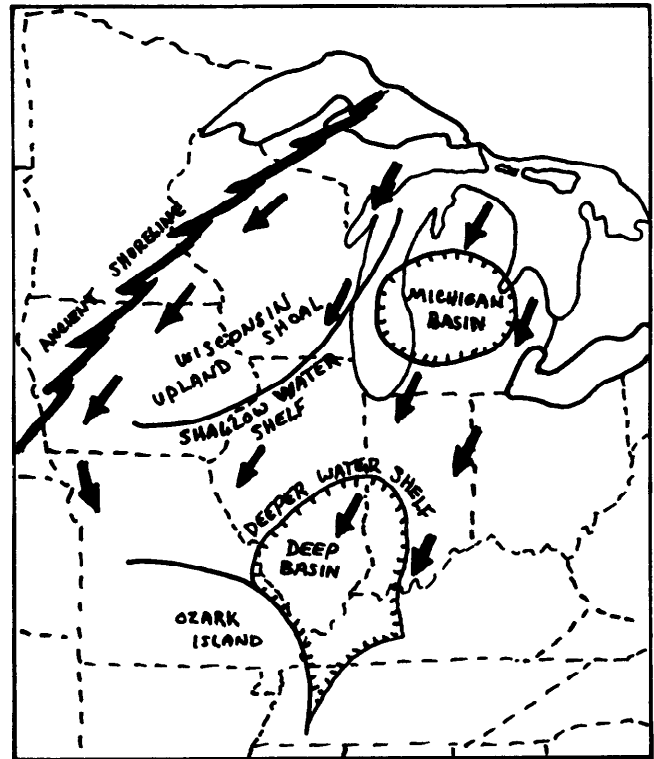 ANCIENT SHORELINE
WISCONSIN
UPLAND SHOAL
SHALLOW WATER
SHELF
MICHIGAN
BASIN
DEEPER WATER SHELF
DEEP
BASIN
OZARK
ISLAND